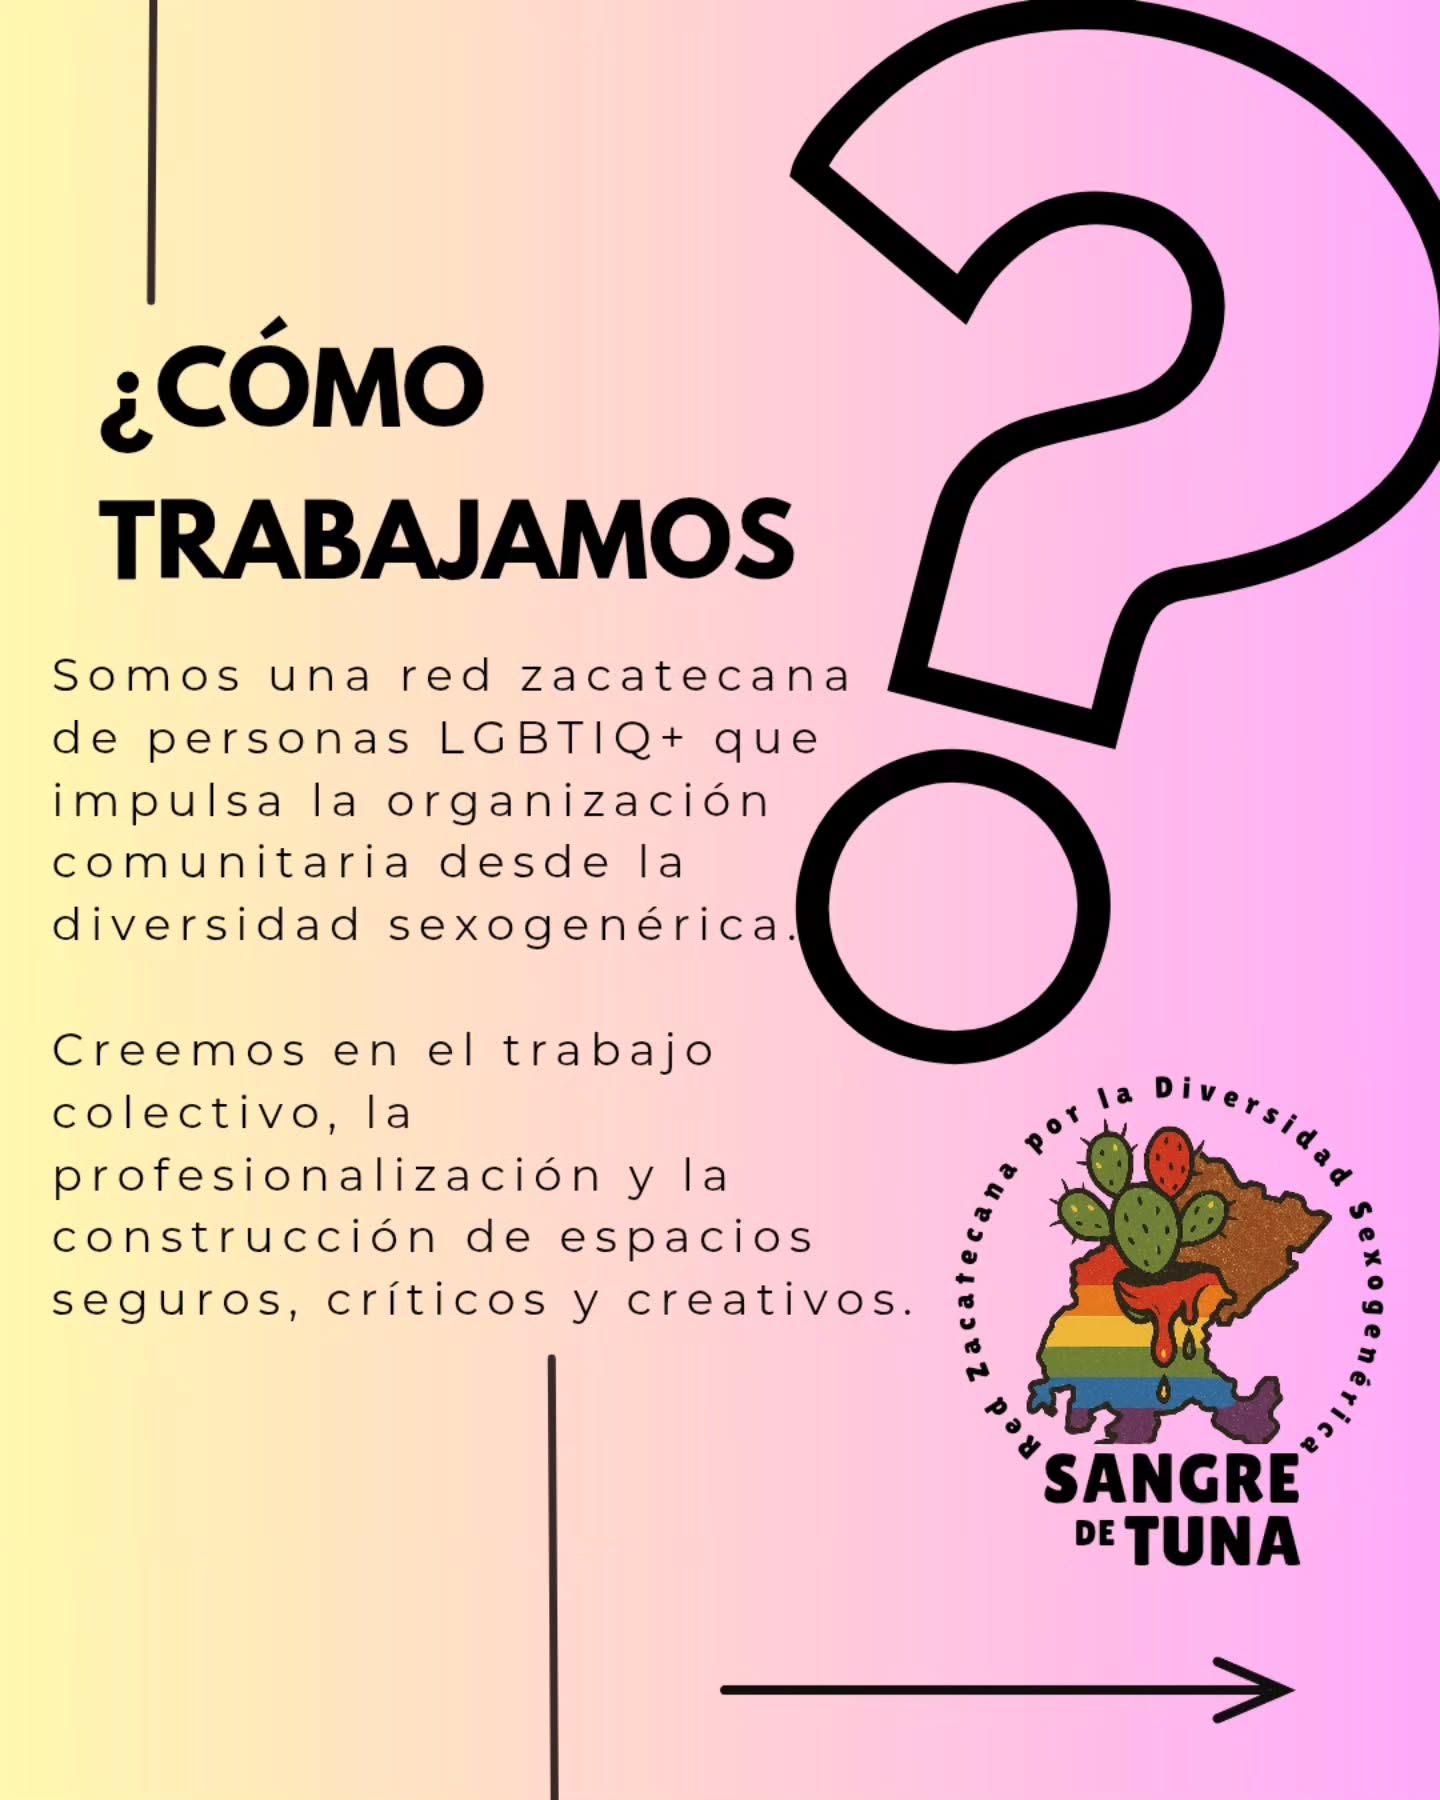 ¿CÓMO
TRABAJAMOS
Somos una red zacatecana
de personas LGBTIQ+ que
impulsa la organización
comunitaria desde la
diversidad sexogenérica.
Creemos en el trabajo
colectivo, la
profesionalización y la
construcción de espacios
seguros, críticos y creativos.
Red Zacatecana por la Diversidad Sexogenérica
SANGRE
DE TUNA